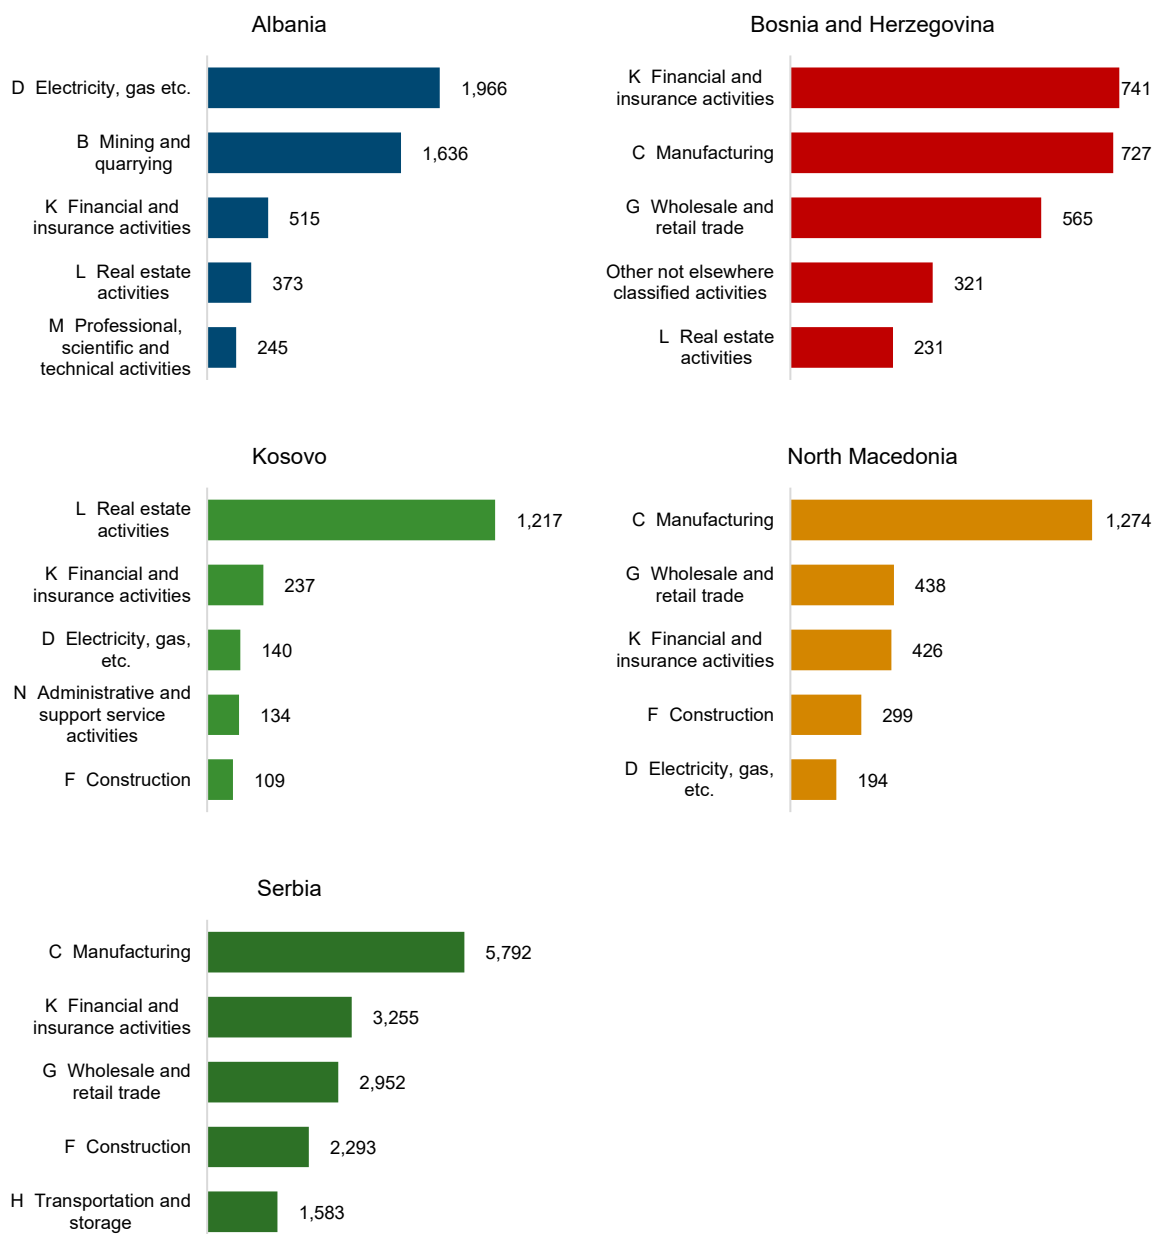 Albania
D Electricity, gas etc.
1,966
B Mining and
quarrying
1,636
K Financial and
insurance activities
515
L Real estate
activities
373
M Professional,
scientific and
technical activities
245
Bosnia and Herzegovina
K Financial and
insurance activities
741
C Manufacturing
727
G Wholesale and
retail trade
565
Other not elsewhere
classified activities
321
L Real estate
activities
231
Kosovo
L Real estate
activities
1,217
K Financial and
insurance activities
237
D Electricity, gas,
etc.
140
N Administrative and
support service
activities
134
F Construction
109
North Macedonia
C Manufacturing
1,274
G Wholesale and
retail trade
438
K Financial and
insurance activities
426
F Construction
299
D Electricity, gas,
etc.
194
Serbia
C Manufacturing
5,792
K Financial and
insurance activities
3,255
G Wholesale and
retail trade
2,952
F Construction
2,293
H Transportation and
storage
1,583